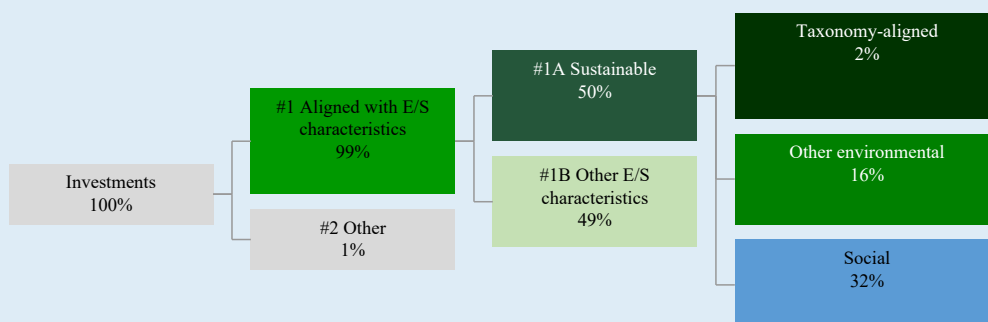 Investments
100%
#1 Aligned with E/S
characteristics
99%
#2 Other
1%
#1A Sustainable
50%
#1B Other E/S
characteristics
49%
Taxonomy-aligned
2%
Other environmental
16%
Social
32%